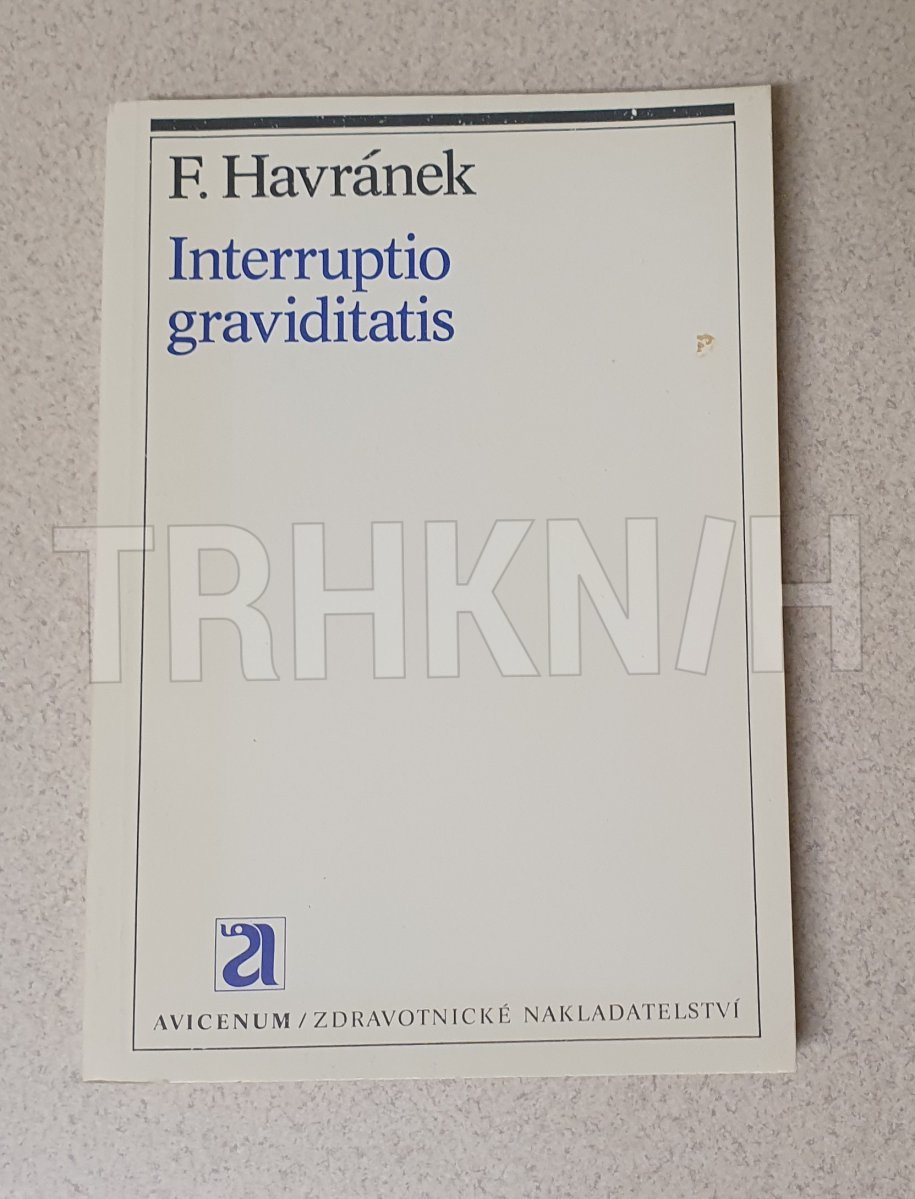 F. Havránek
Interruptio
graviditatis
TRHKNIH
AVICENUM / ZDRAVOTNICKÉ NAKLADATELSTVÍ